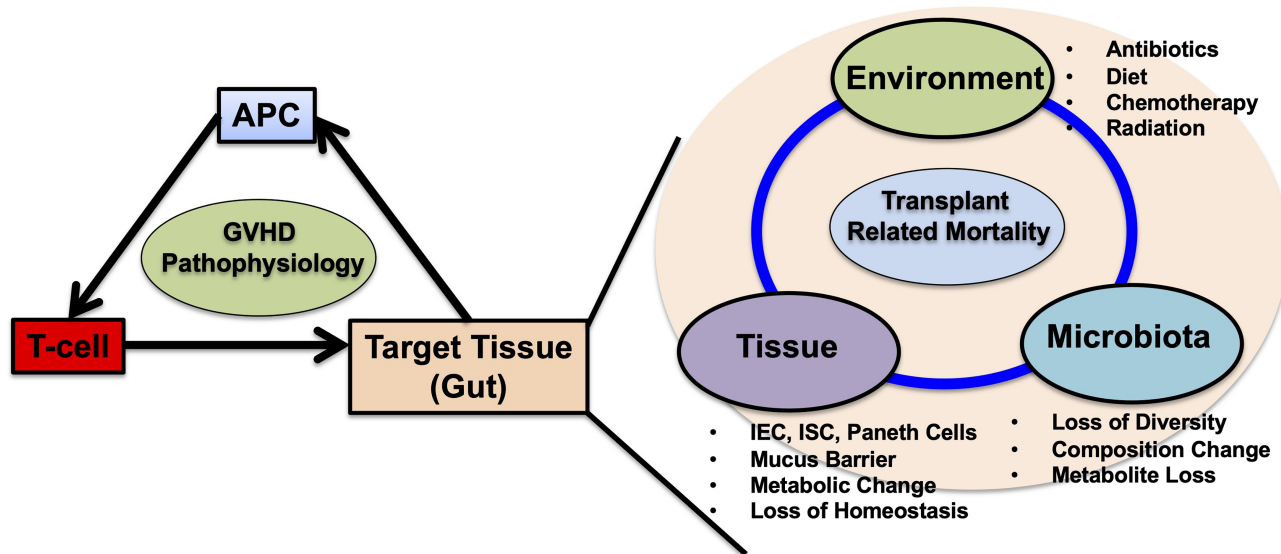 APC
GVHD
Pathophysiology
T-cell
Target Tissue
(Gut)
Environment
• Antibiotics
• Diet
• Chemotherapy
• Radiation
Transplant
Related Mortality
Tissue
Microbiota
• IEC, ISC, Paneth Cells
• Mucus Barrier
• Metabolic Change
• Loss of Homeostasis
• Loss of Diversity
• Composition Change
• Metabolite Loss